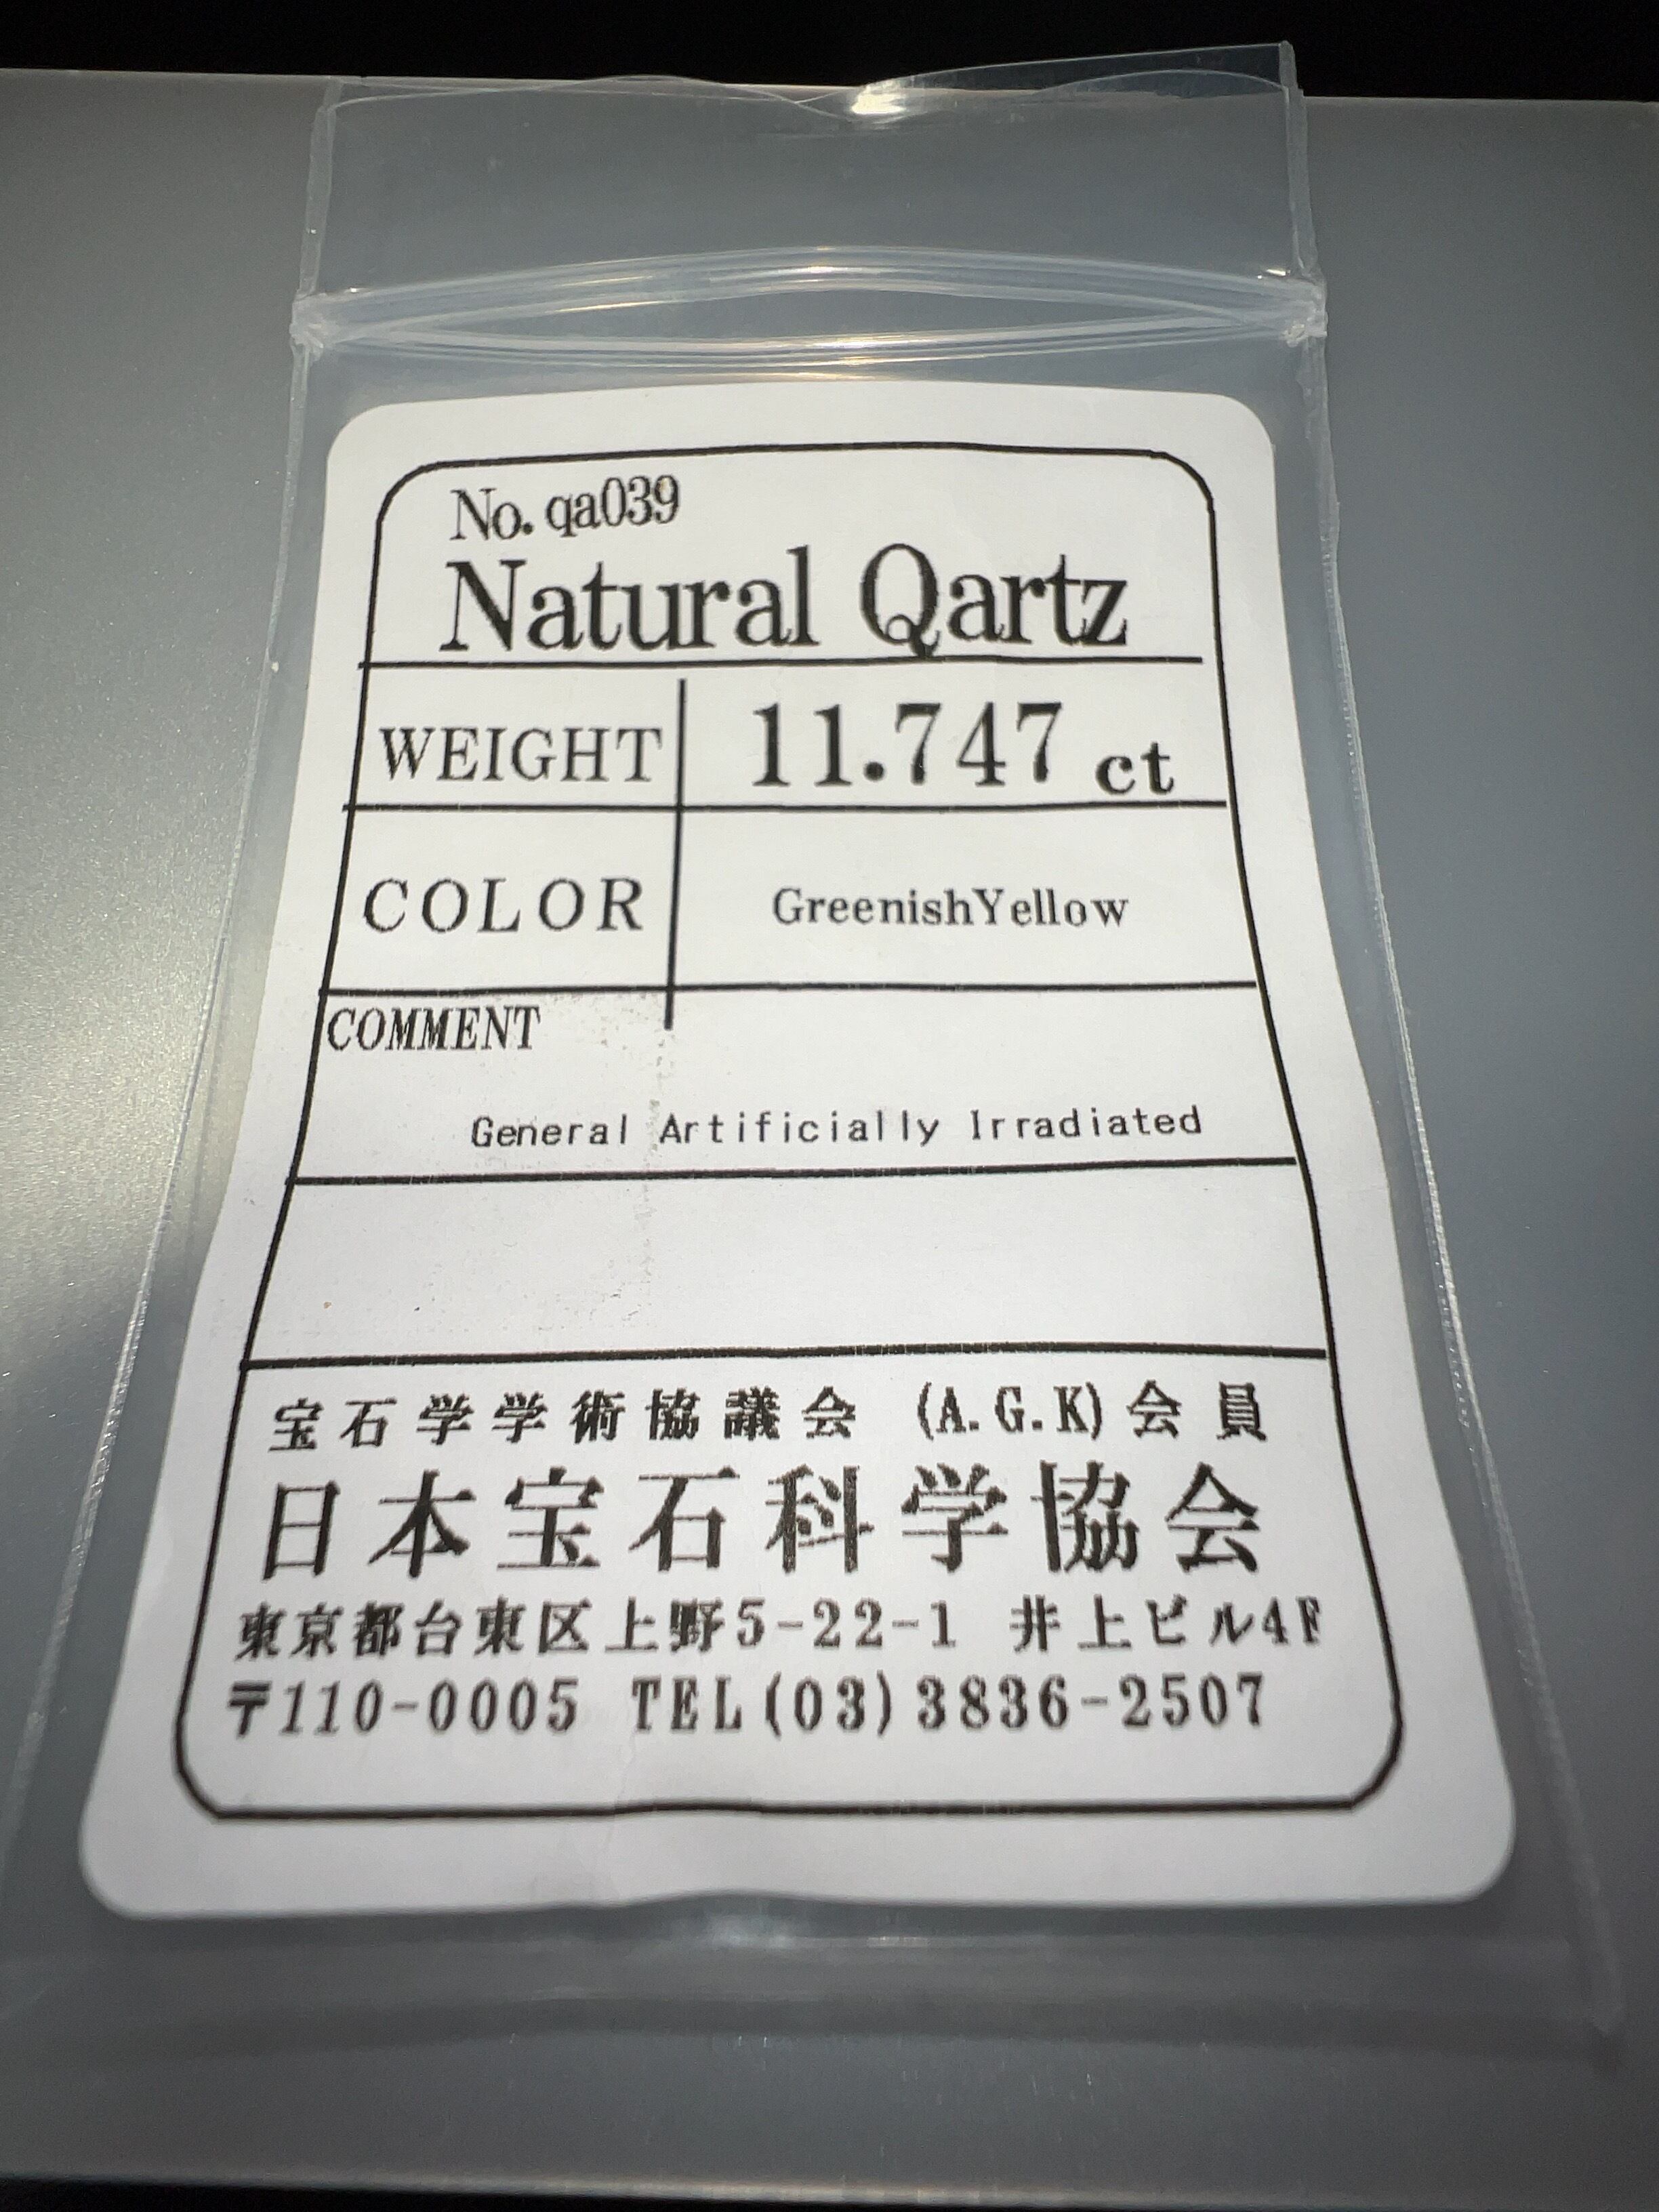 No. qa039
Natural Qartz
WEIGHT 11.747 ct
COLOR GreenishYellow
COMMENT
General Artificially Irradiated
宝石学学術協議会 (A.G.K)会員
日本宝石科学協会
東京都台東区上野5-22-1 井上ビル4F
〒110-0005 TEL(03)3836-2507